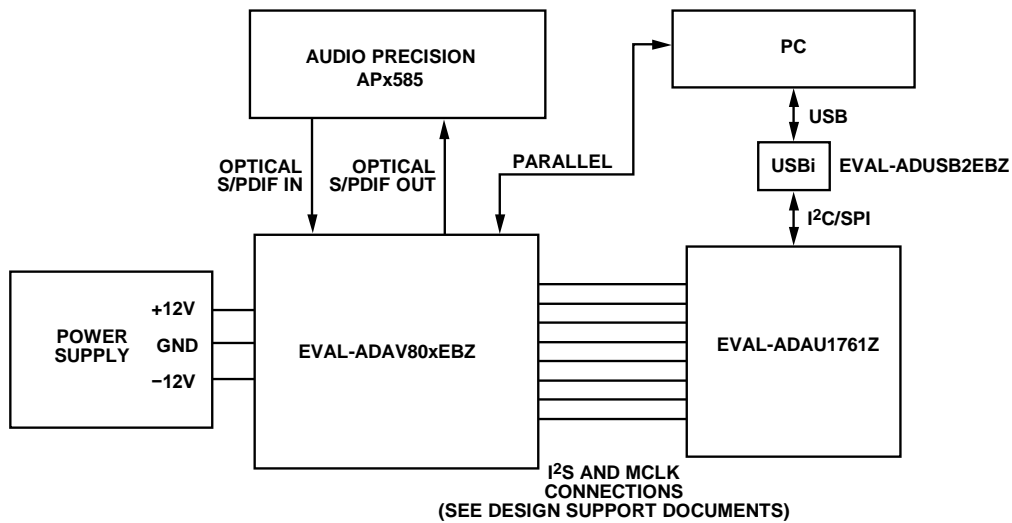 AUDIO PRECISION
APx585
PC
USB
OPTICAL
S/PDIF IN
OPTICAL
S/PDIF OUT
PARALLEL
USBi
EVAL-ADUSB2EBZ
I2C/SPI
POWER
SUPPLY
+12V
GND
−12V
EVAL-ADAV80xEBZ
EVAL-ADAU1761Z
I2S AND MCLK
CONNECTIONS
(SEE DESIGN SUPPORT DOCUMENTS)